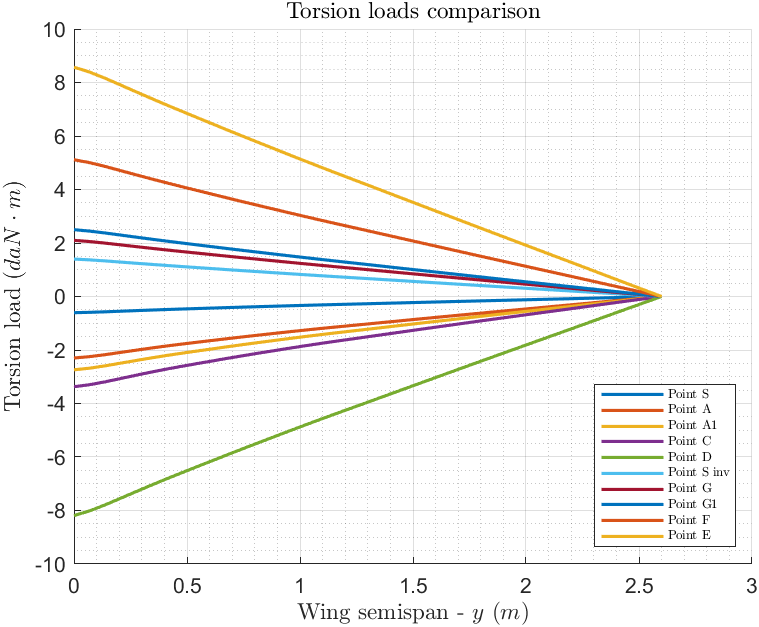 Torsion loads comparison
Torsion load (daN · m)
10
8
6
4
2
0
-2
-4
-6
-8
-10
Point S
Point A
Point A1
Point C
Point D
Point S inv
Point G
Point G1
Point F
Point E
0 0.5 1 1.5 2 2.5 3
Wing semispan - y (m)